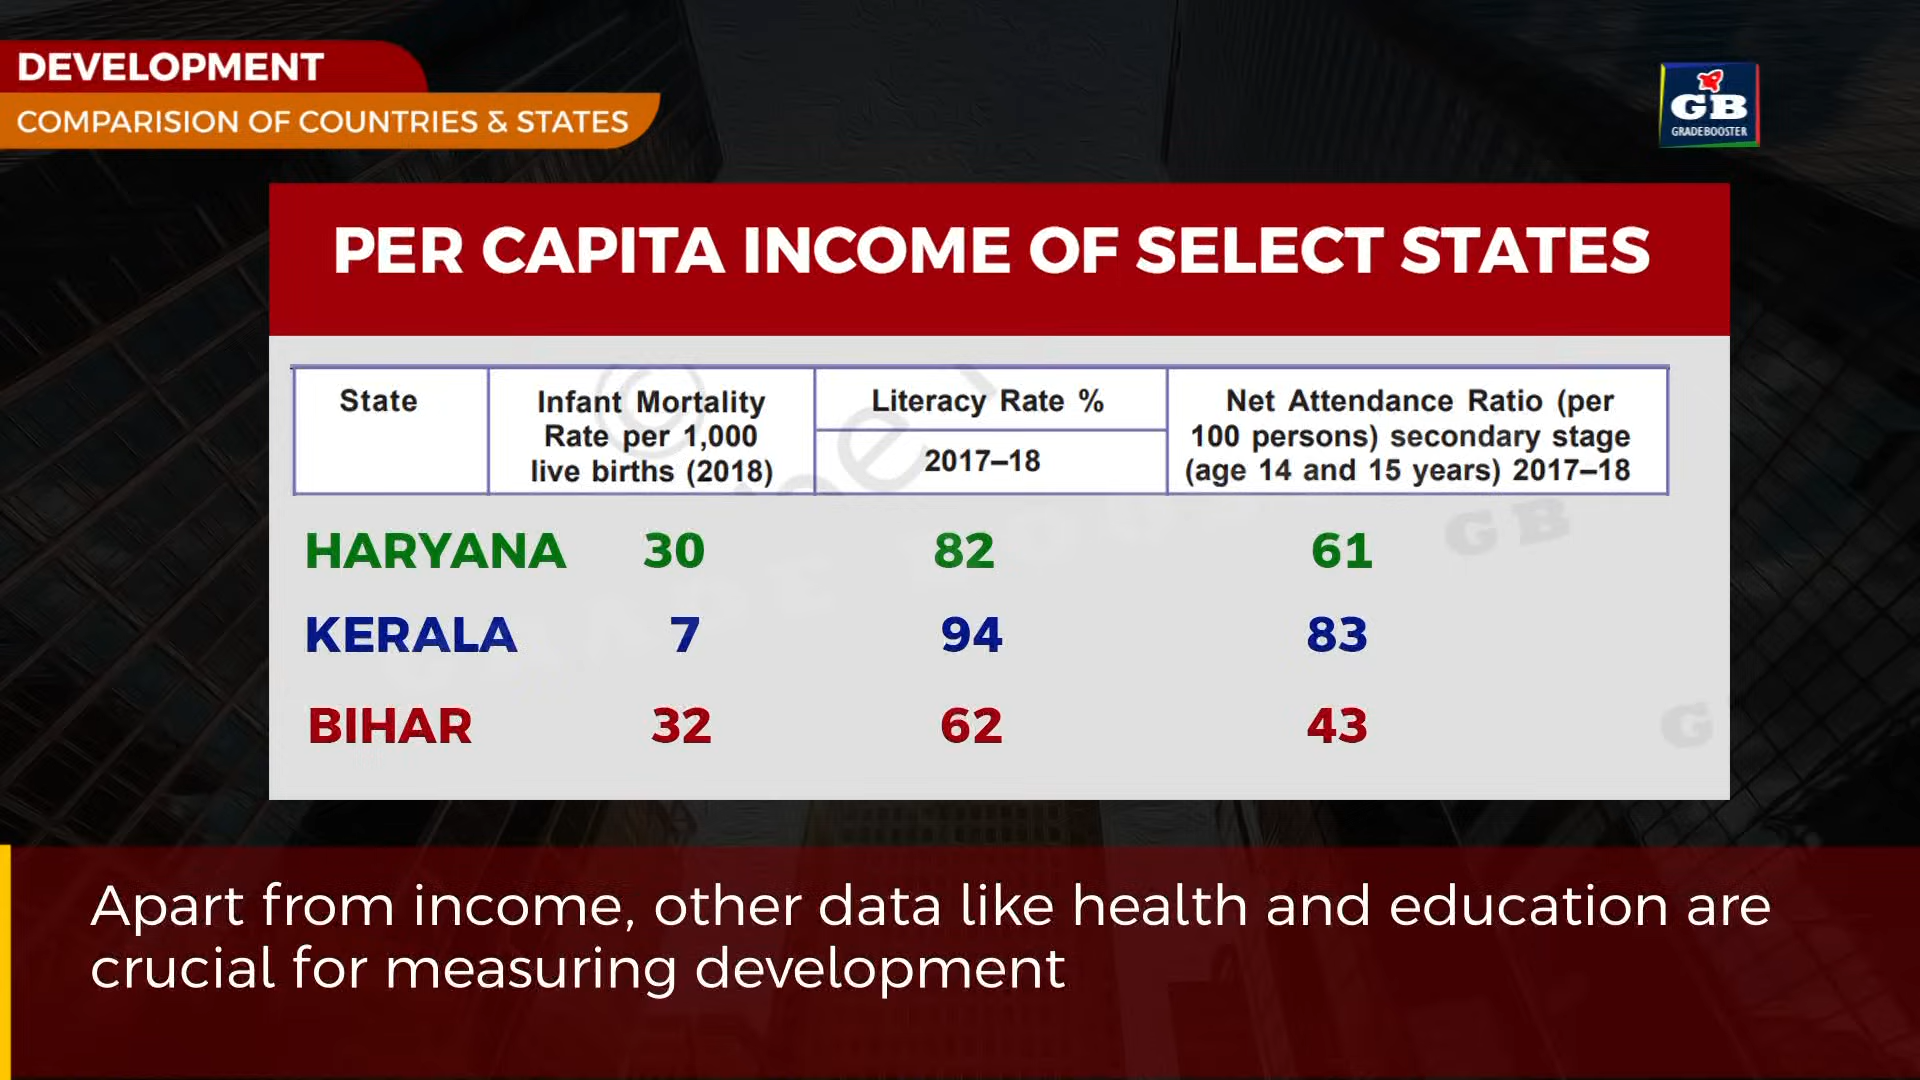 DEVELOPMENT
COMPARISION OF COUNTRIES & STATES
GB
GRADEBOOSTER
PER CAPITA INCOME OF SELECT STATES
State
Infant Mortality
Rate per 1,000
live births (2018)
Literacy Rate %
2017–18
Net Attendance Ratio (per
100 persons) secondary stage
(age 14 and 15 years) 2017–18
HARYANA 30 82 61
KERALA 7 94 83
BIHAR 32 62 43
GB
G
Apart from income, other data like health and education are
crucial for measuring development